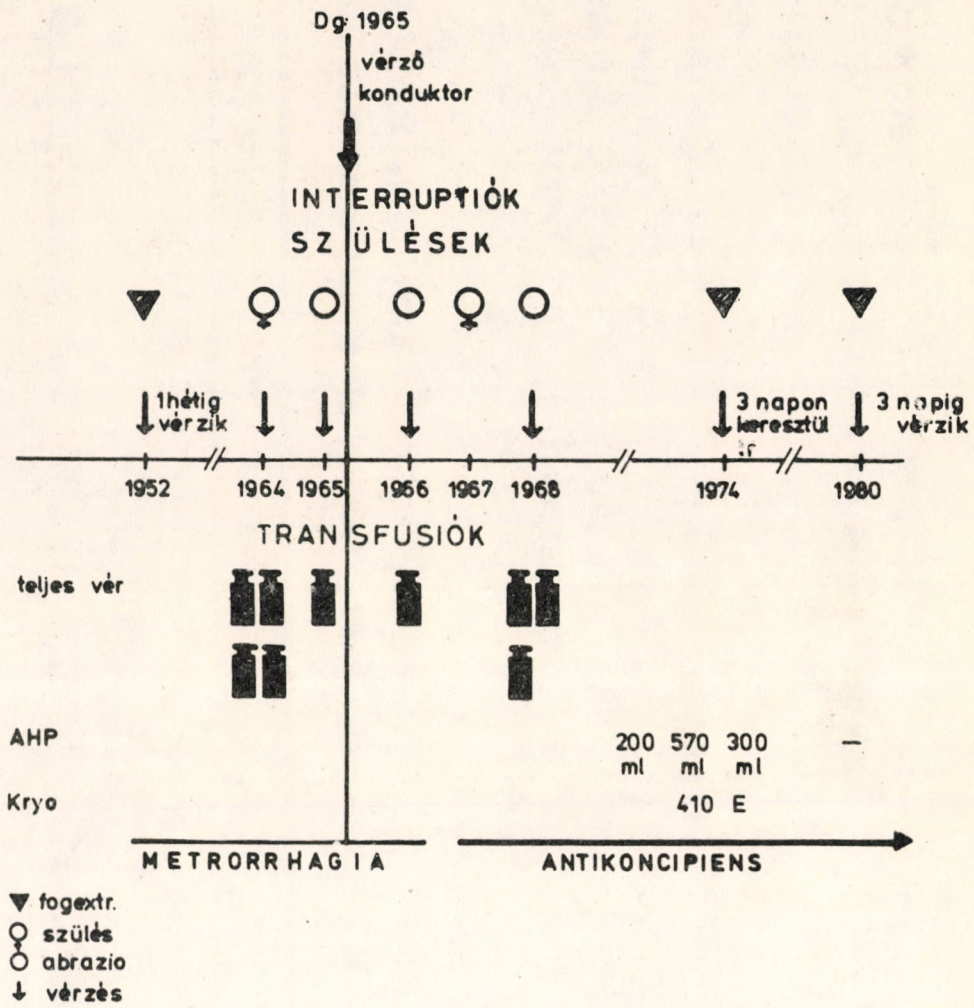 Dg: 1965
vérző
konduktor
INTERRUPTIÓK
SZÜLÉSEK
1 hétig
vérzik
3 napon
keresztül
3 napig
vérzik
1952 1964 1965 1966 1967 1968 1974 1980
TRANSFUSIÓK
teljes vér
AHP 200 570 300 –
ml ml ml
Kryo 410 E
METRORRHAGIA ANTIKONCIPIENS
fogextr.
szülés
abrazio
vérzés